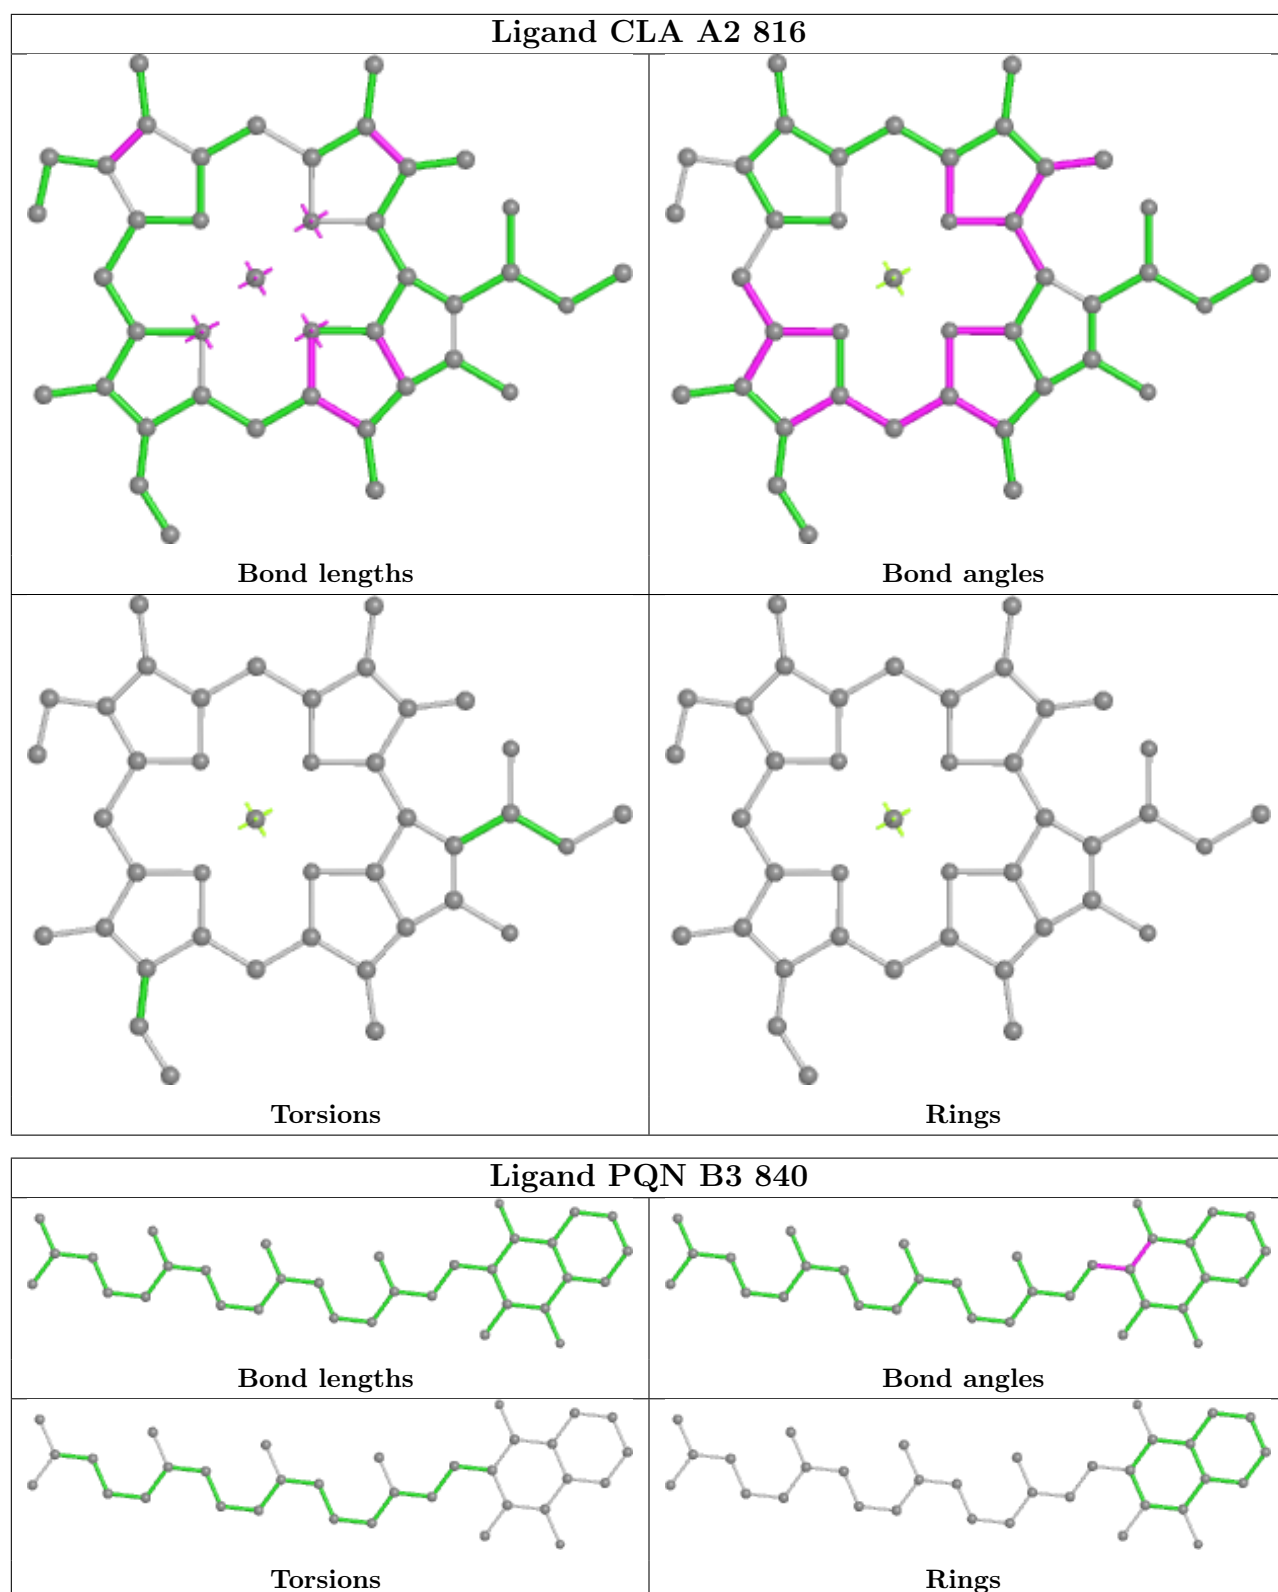 Ligand CLA A2 816
Bond lengths
Bond angles
Torsions
Rings
Ligand PQN B3 840
Bond lengths
Bond angles
Torsions
Rings